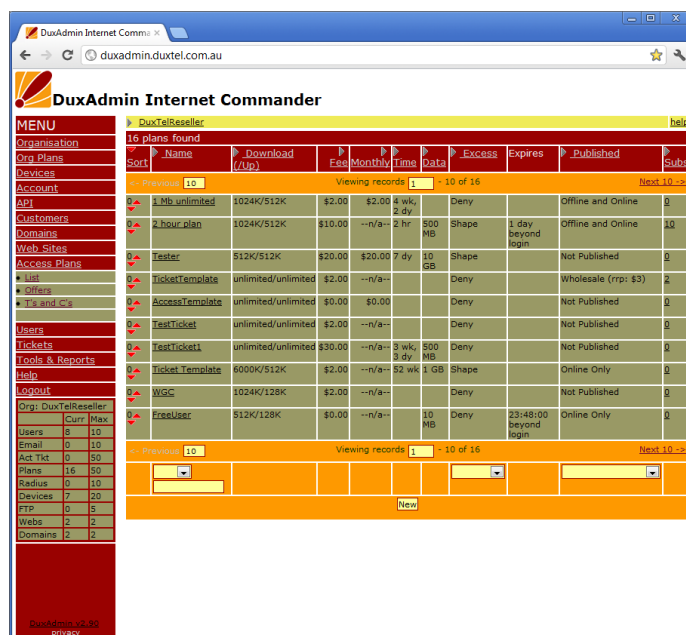 DuxAdmin Internet Comma
duxadmin.duxtel.com.au
DuxAdmin Internet Commander
MENU
Organisation
Org Plans
Devices
Account
API
Customers
Domains
Web Sites
Access Plans
List
Offers
T's and C's
Users
Tickets
Tools & Reports
Help
Logout
Org: DuxTelReseller
Curr Max
Users 8 10
Email 0 10
Act Tkt 0 50
Plans 16 50
Radius 0 10
Devices 7 20
FTP 0 5
Webs 2 2
Domains 2 2
DuxAdmin v2.90
privacy
DuxTelReseller help
16 plans found
Sort Name Download (/Up) Fee Monthly Time Data Excess Expires Published Subs
<- Previous 10 Viewing records 1 - 10 of 16 Next 10 ->
0 1 Mb unlimited 1024K/512K $2.00 $2.00 4 wk, 2 dy Deny Offline and Online 0
0 2 hour plan 1024K/512K $10.00 --n/a-- 2 hr 500 MB Shape 1 day beyond login Offline and Online 10
0 Tester 512K/512K $20.00 $20.00 7 dy 10 GB Shape Not Published 0
0 TicketTemplate unlimited/unlimited $2.00 --n/a-- Deny Wholesale (rrp: $3) 2
0 AccessTemplate unlimited/unlimited $0.00 $0.00 Deny Not Published 0
0 TestTicket unlimited/unlimited $2.00 --n/a-- Deny Not Published 0
0 TestTicket1 unlimited/unlimited $30.00 --n/a-- 3 wk, 3 dy 500 MB Deny Not Published 0
0 Ticket Template 6000K/512K $2.00 --n/a-- 52 wk 1 GB Shape Online Only 0
0 WGC 1024K/128K $2.00 --n/a-- Deny Not Published 0
0 FreeUser 512K/128K $0.00 --n/a-- 10 MB Deny 23:48:00 beyond login Online Only 0
<- Previous 10 Viewing records 1 - 10 of 16 Next 10 ->
New